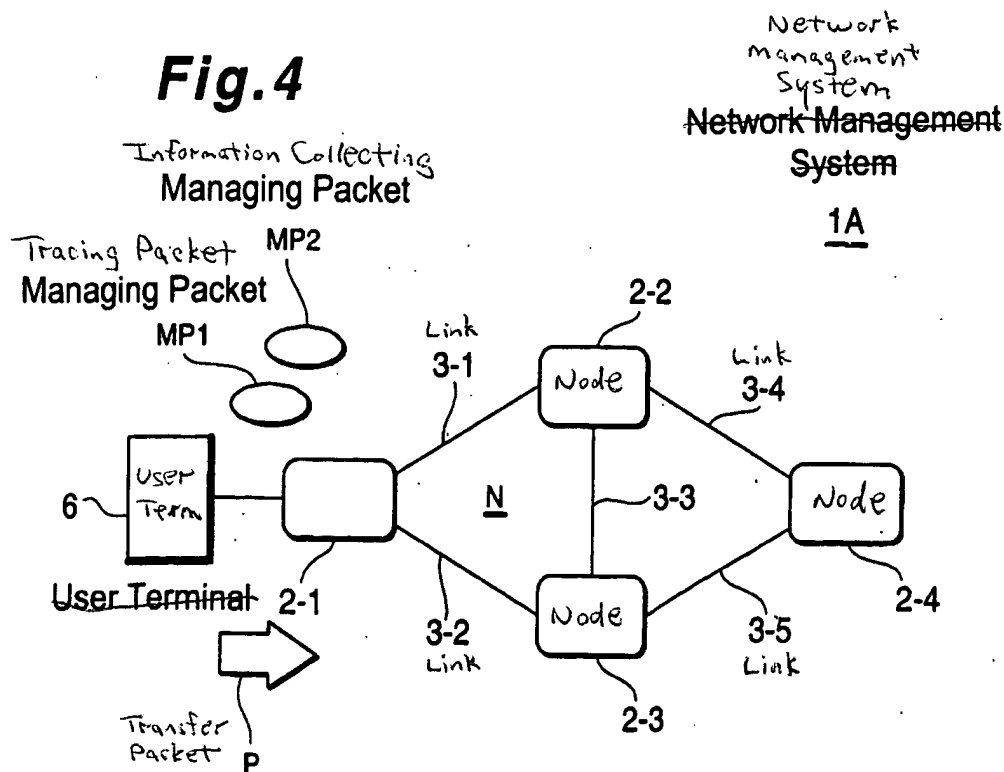 Fig. 4
Network
Management
System
Network Management
System
1A
Information Collecting
Managing Packet
MP2
Tracing Packet
Managing Packet
MP1
2-2
Link
3-1
Node
Link
3-4
User
Term
6
N
3-3
Node
User Terminal
2-1
3-2
Link
Node
3-5
Link
2-4
2-3
Transfer
Packet
P